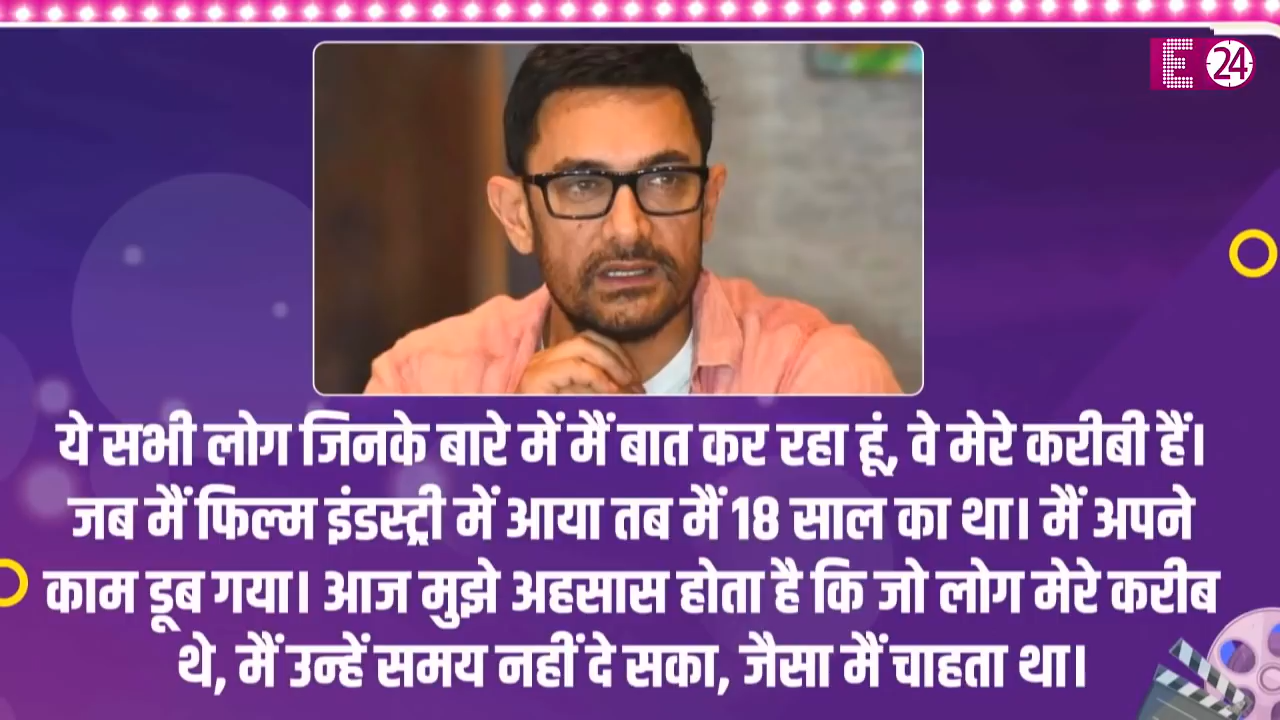 E 24
ये सभी लोग जिनके बारे में मैं बात कर रहा हूं, वे मेरे करीबी हैं।
जब मैं फिल्म इंडस्ट्री में आया तब मैं 18 साल का था। मैं अपने
काम डूब गया। आज मुझे अहसास होता है कि जो लोग मेरे करीब
थे, मैं उन्हें समय नहीं दे सका, जैसा मैं चाहता था।